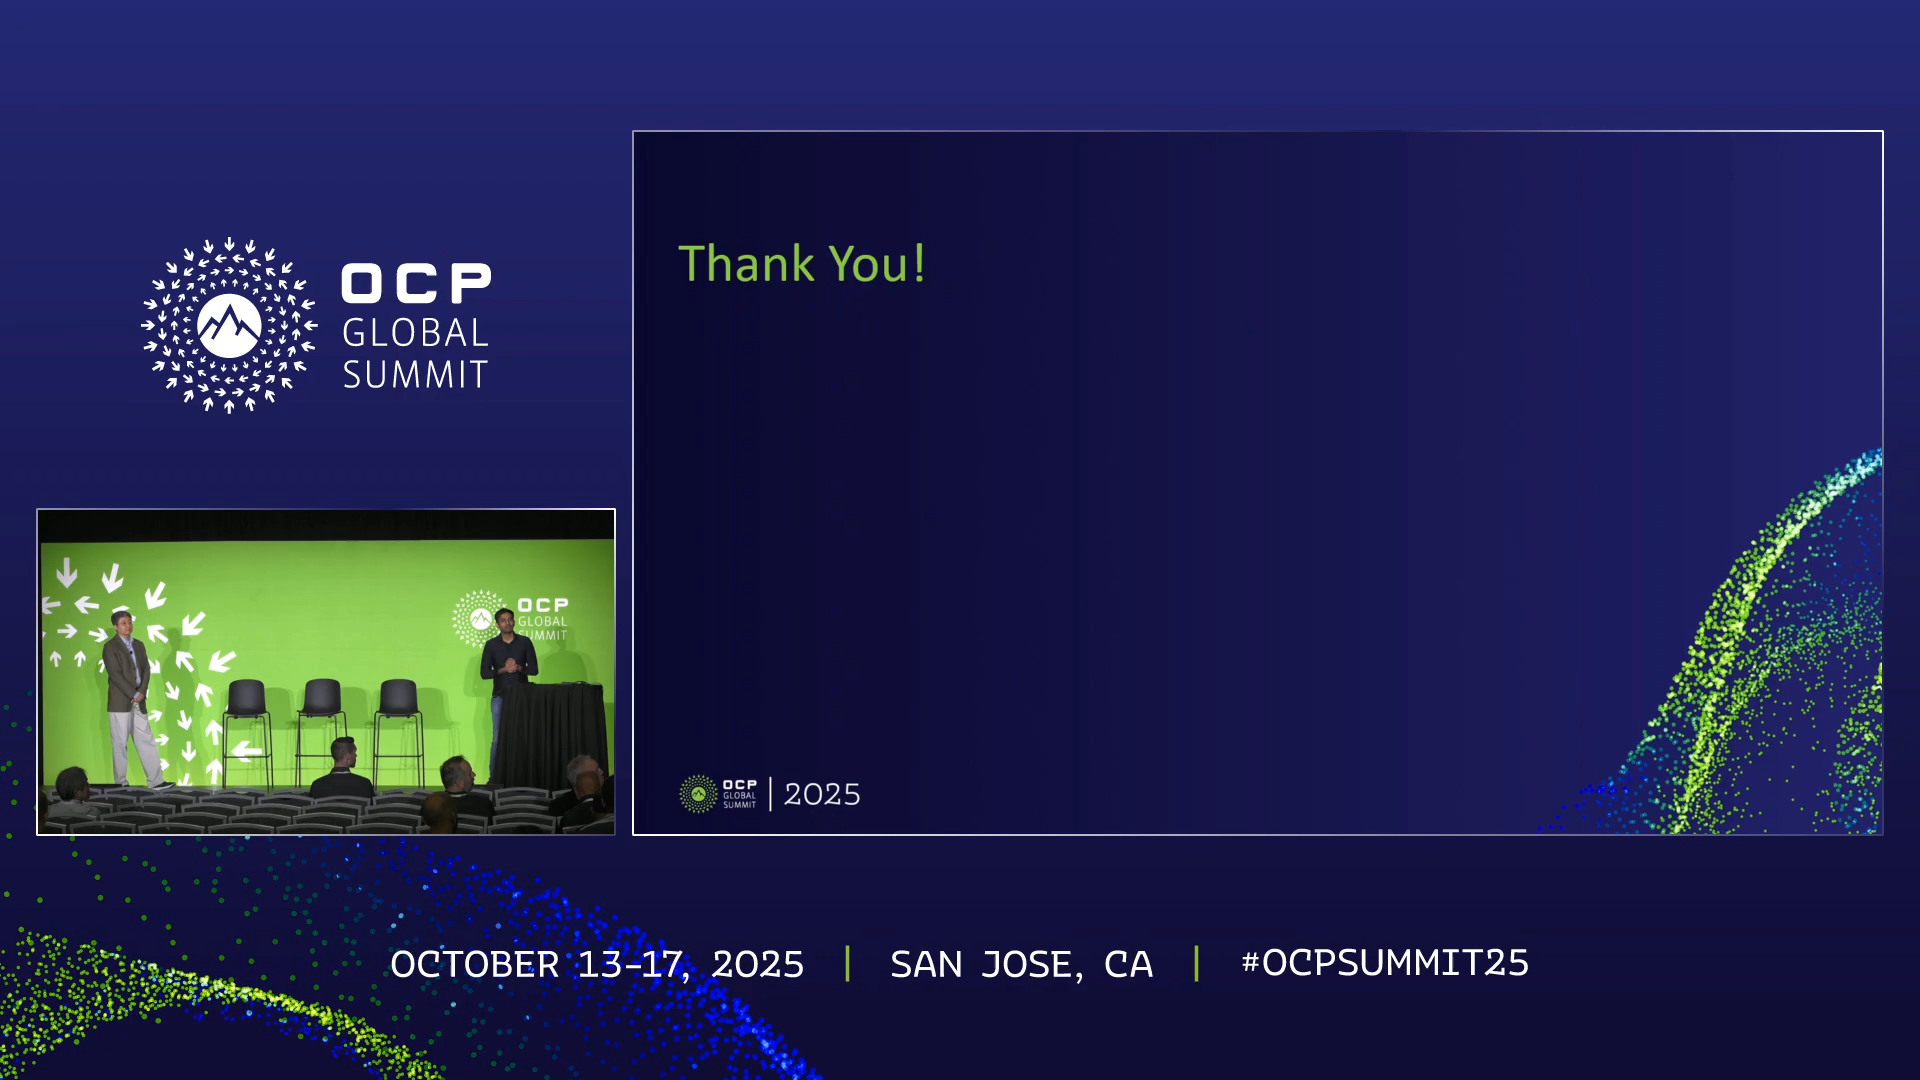 OCP
GLOBAL
SUMMIT
Thank You!
OCP
GLOBAL
SUMMIT
OCP
GLOBAL
SUMMIT
2025
OCTOBER 13-17, 2025 | SAN JOSE, CA | #OCPSUMMIT25